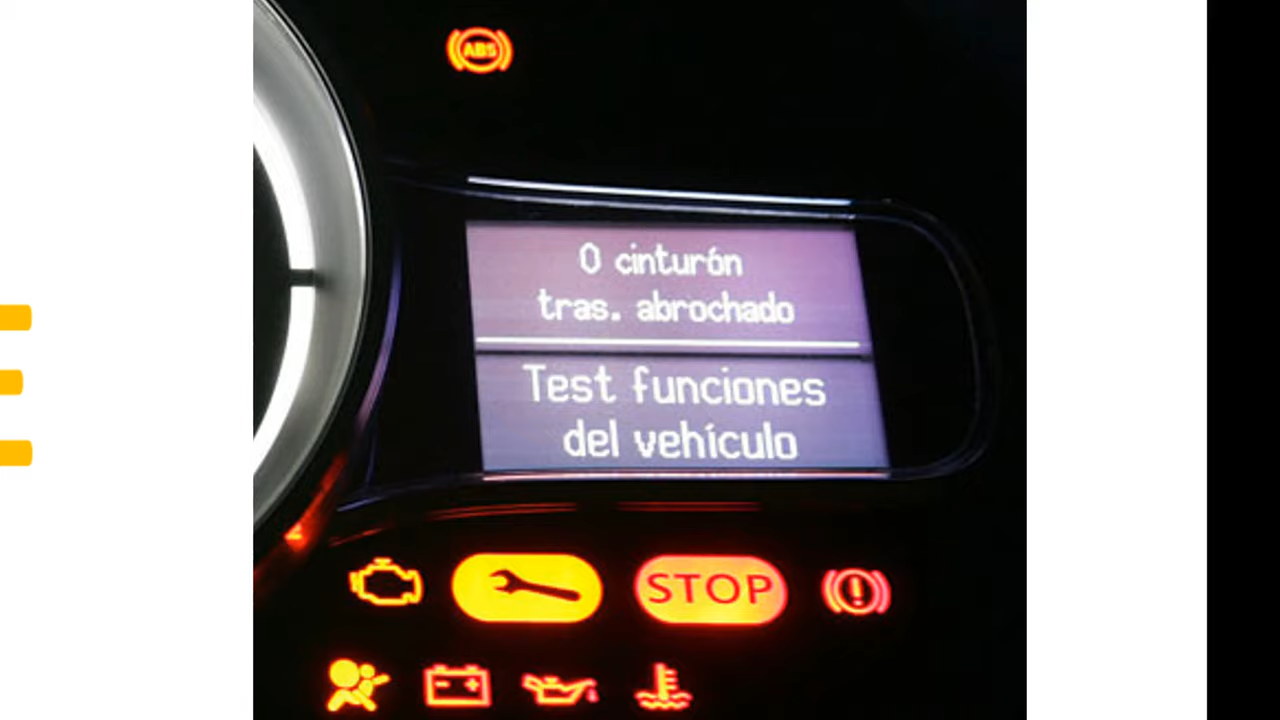 ABS
0 cinturón
tras. abrochado
Test funciones
del vehículo
STOP